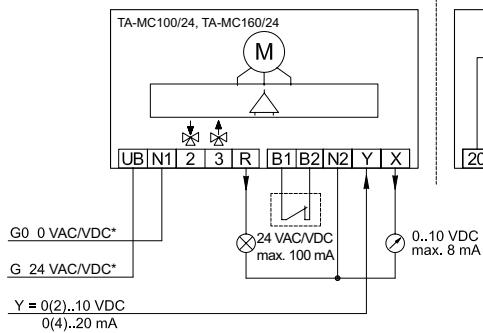 TA-MC100/24, TA-MC160/24
M
UB N1 2 3 R B1 B2 N2 Y X
20
G0 0 VAC/VDC*
24 VAC/VDC
max. 100 mA
0..10 VDC
max. 8 mA
G 24 VAC/VDC*
Y = 0(2)..10 VDC
0(4)..20 mA